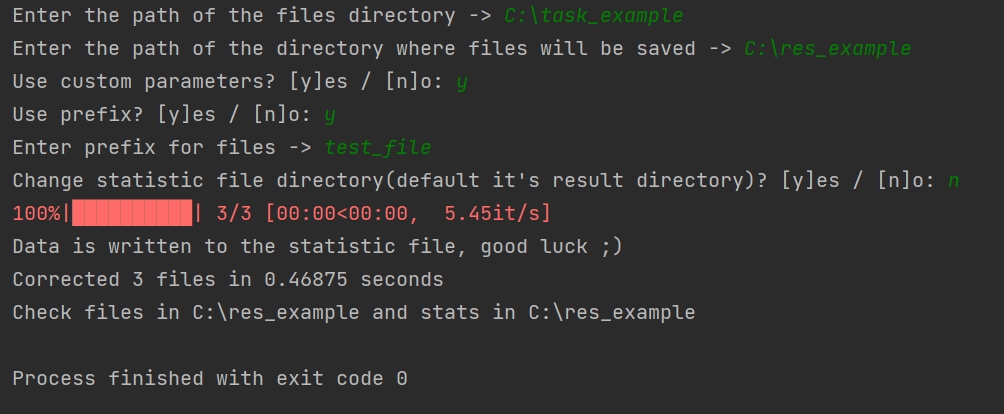 Enter the path of the files directory -> C:\task_example
Enter the path of the directory where files will be saved -> C:\res_example
Use custom parameters? [y]es / [n]o: y
Use prefix? [y]es / [n]o: y
Enter prefix for files -> test_file
Change statistic file directory(default it's result directory)? [y]es / [n]o: n
100%|██████████| 3/3 [00:00<00:00,  5.45it/s]
Data is written to the statistic file, good luck ;)
Corrected 3 files in 0.46875 seconds
Check files in C:\res_example and stats in C:\res_example
Process finished with exit code 0